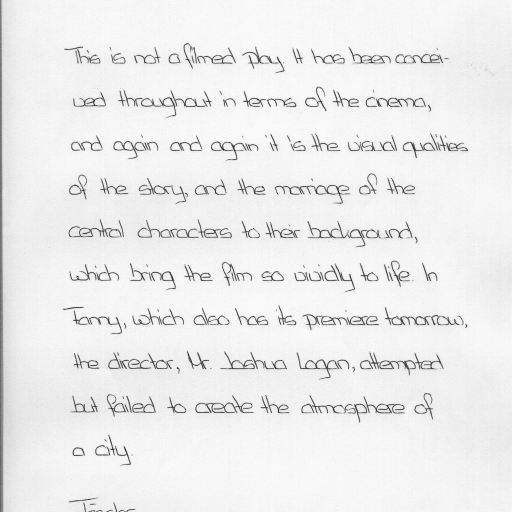 This is not a filmed play. It has been concei-
ved throughout in terms of the cinema,
and again and again it is the visual qualities
of the story, and the marriage of the
central characters to their background,
which bring the film so vividly to life. In
Fanny, which also has its premiere tomorrow,
the director, Mr. Joshua Logan, attempted
but failed to create the atmosphere of
a city.